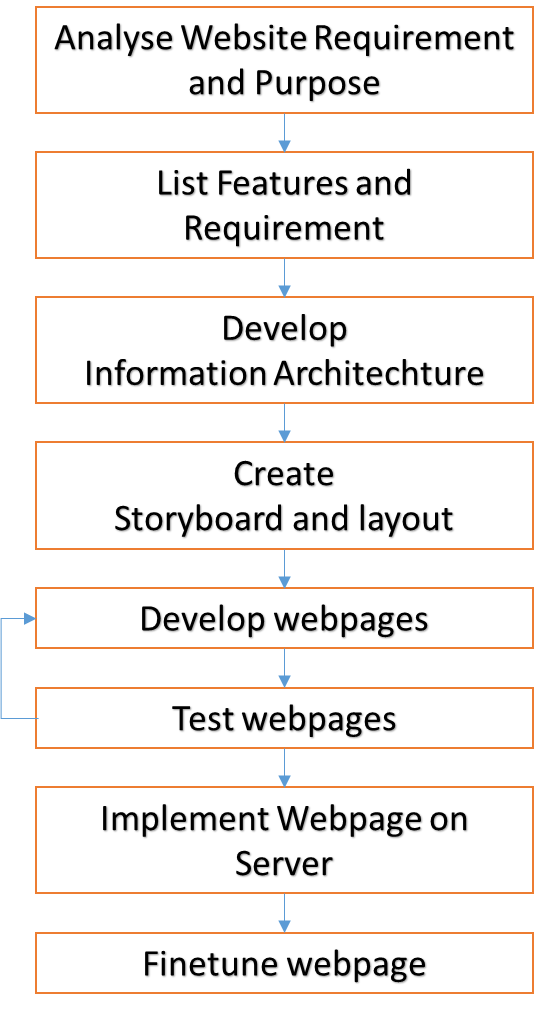 Analyse Website Requirement
and Purpose
List Features and
Requirement
Develop
Information Architechture
Create
Storyboard and layout
Develop webpages
Test webpages
Implement Webpage on
Server
Finetune webpage